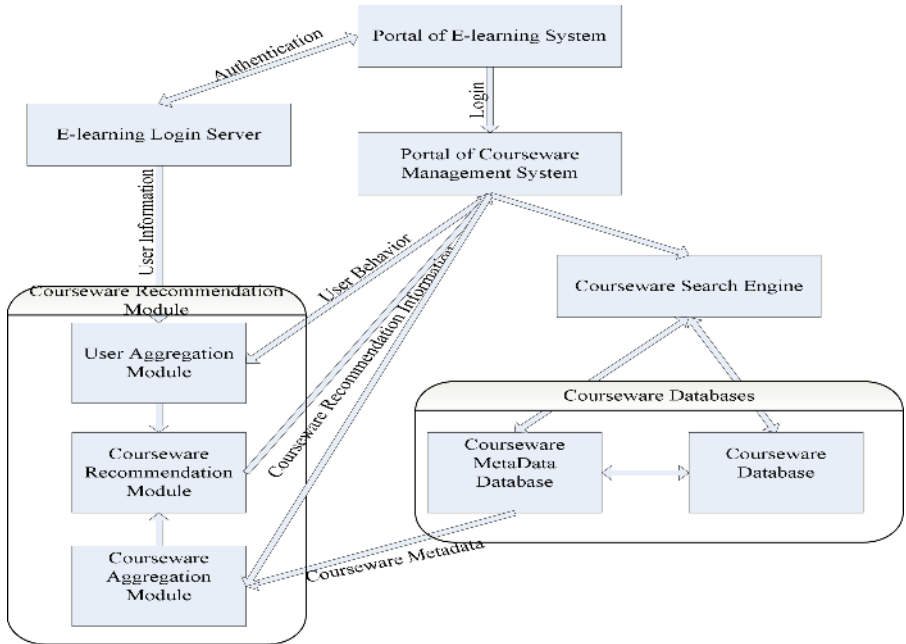 Portal of E-learning System
Authentication
Login
E-learning Login Server
Portal of Courseware
Management System
User Information
User Behavior
Courseware Recommendation Information
Courseware Search Engine
Courseware Recommendation
Module
User Aggregation
Module
Courseware
Recommendation
Module
Courseware
Aggregation
Module
Courseware Databases
Courseware
MetaData
Database
Courseware
Database
Courseware Metadata